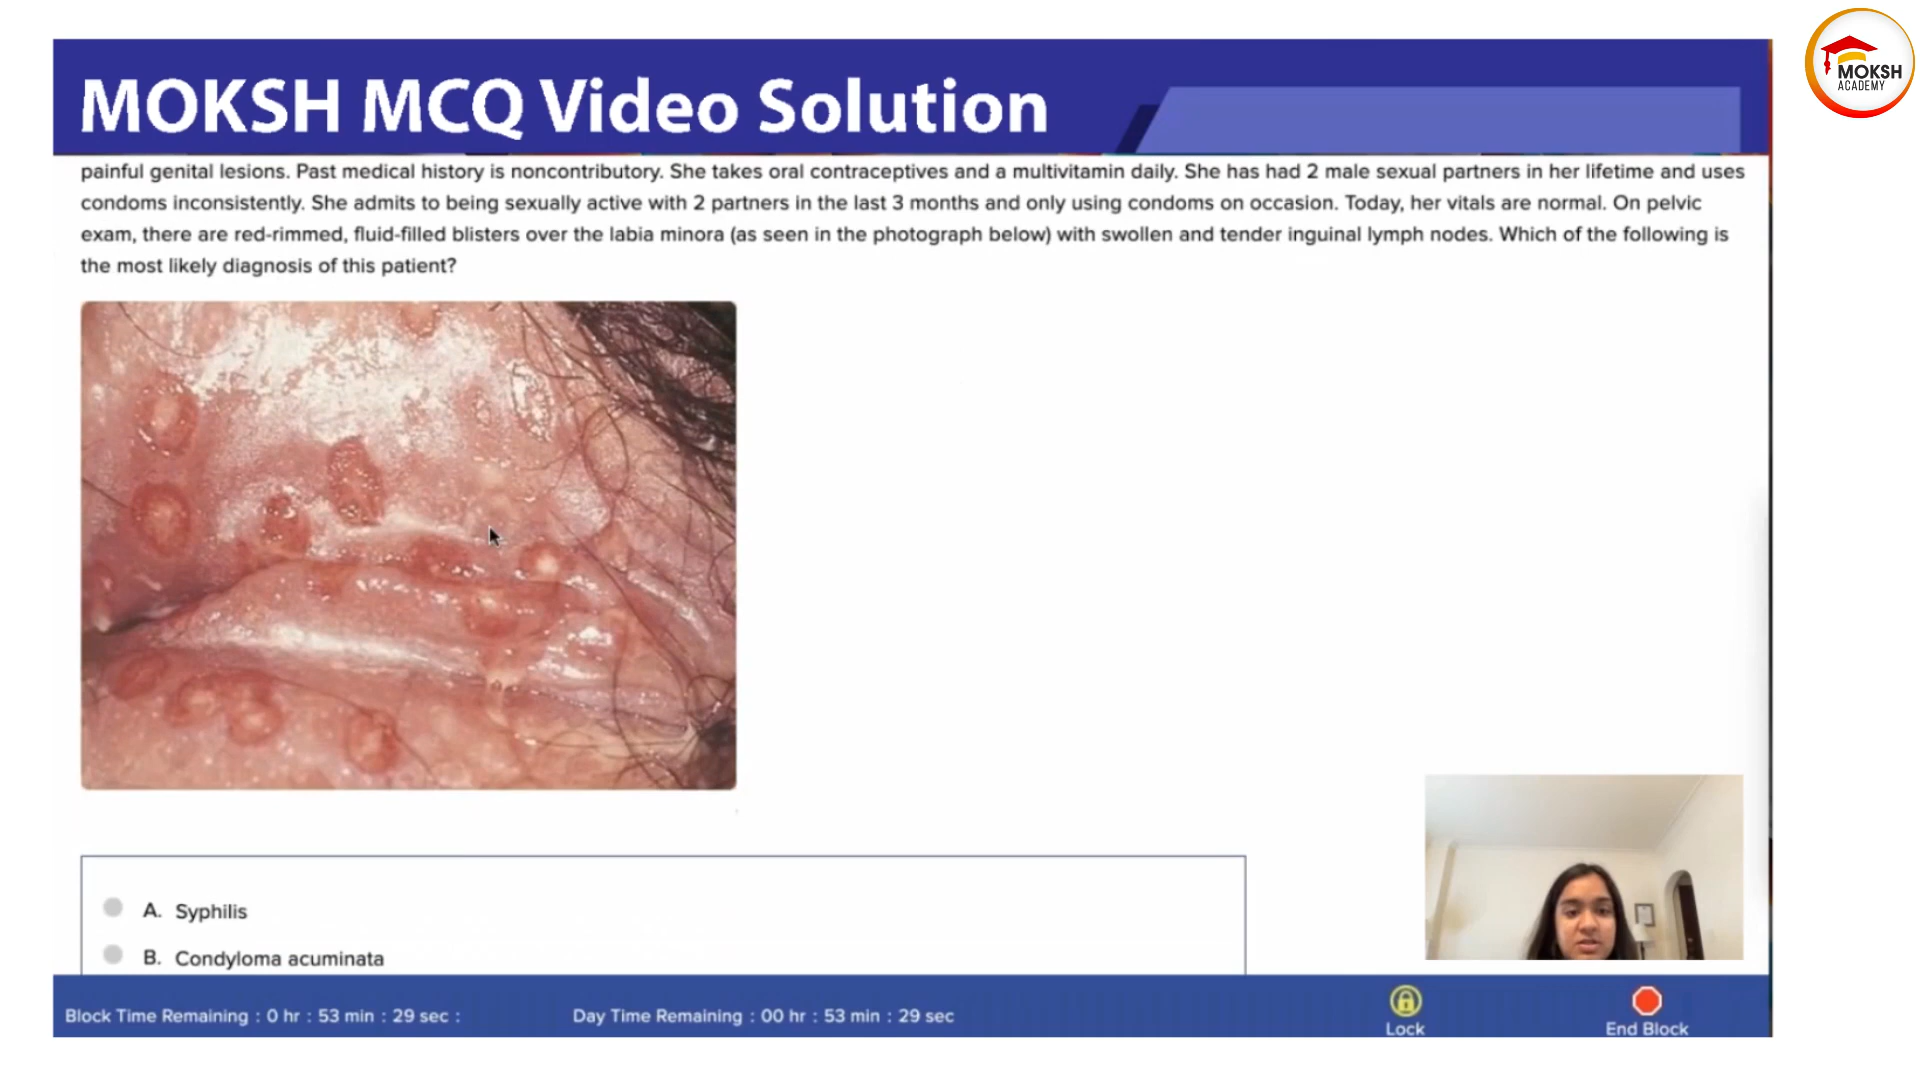 MOKSH
ACADEMY
MOKSH MCQ Video Solution
painful genital lesions. Past medical history is noncontributory. She takes oral contraceptives and a multivitamin daily. She has had 2 male sexual partners in her lifetime and uses
condoms inconsistently. She admits to being sexually active with 2 partners in the last 3 months and only using condoms on occasion. Today, her vitals are normal. On pelvic
exam, there are red-rimmed, fluid-filled blisters over the labia minora (as seen in the photograph below) with swollen and tender inguinal lymph nodes. Which of the following is
the most likely diagnosis of this patient?
A. Syphilis
B. Condyloma acuminata
Block Time Remaining : 0 hr : 53 min : 29 sec :
Day Time Remaining : 00 hr : 53 min : 29 sec
Lock
End Block